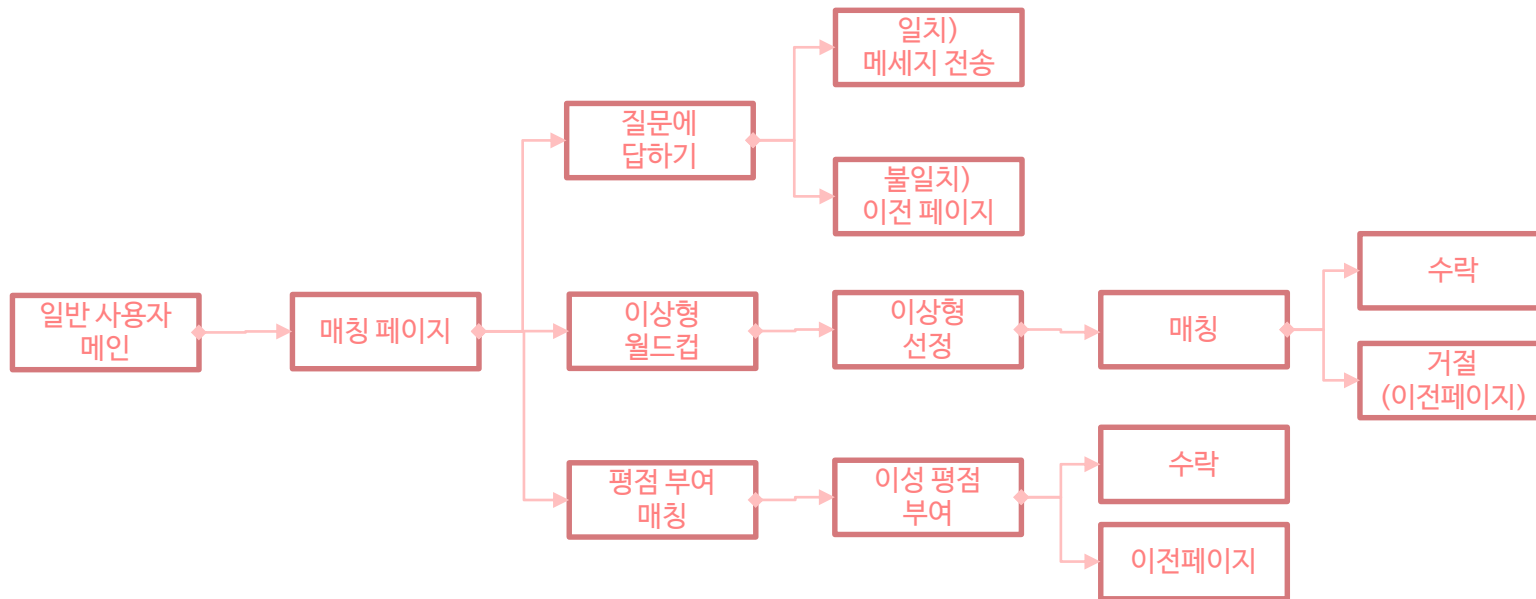 일치)
메세지 전송
질문에
답하기
불일치)
이전 페이지
수락
일반 사용자
메인
매칭 페이지
이상형
월드컵
이상형
선정
매칭
거절
(이전페이지)
평점 부여
매칭
이성 평점
부여
수락
이전페이지